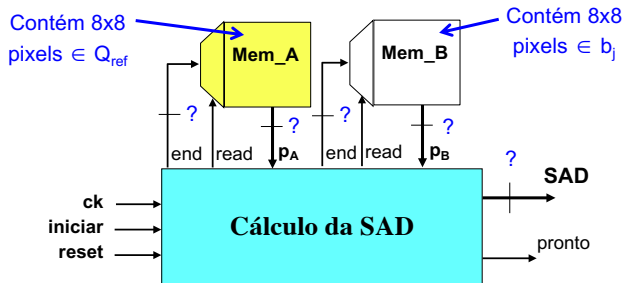 Contém 8x8
pixels ∈ Q_ref
Contém 8x8
pixels ∈ b_j
Mem_A
Mem_B
? ? ? ?
end read p_A end read p_B
?
SAD
ck
iniciar
reset
Cálculo da SAD
pronto